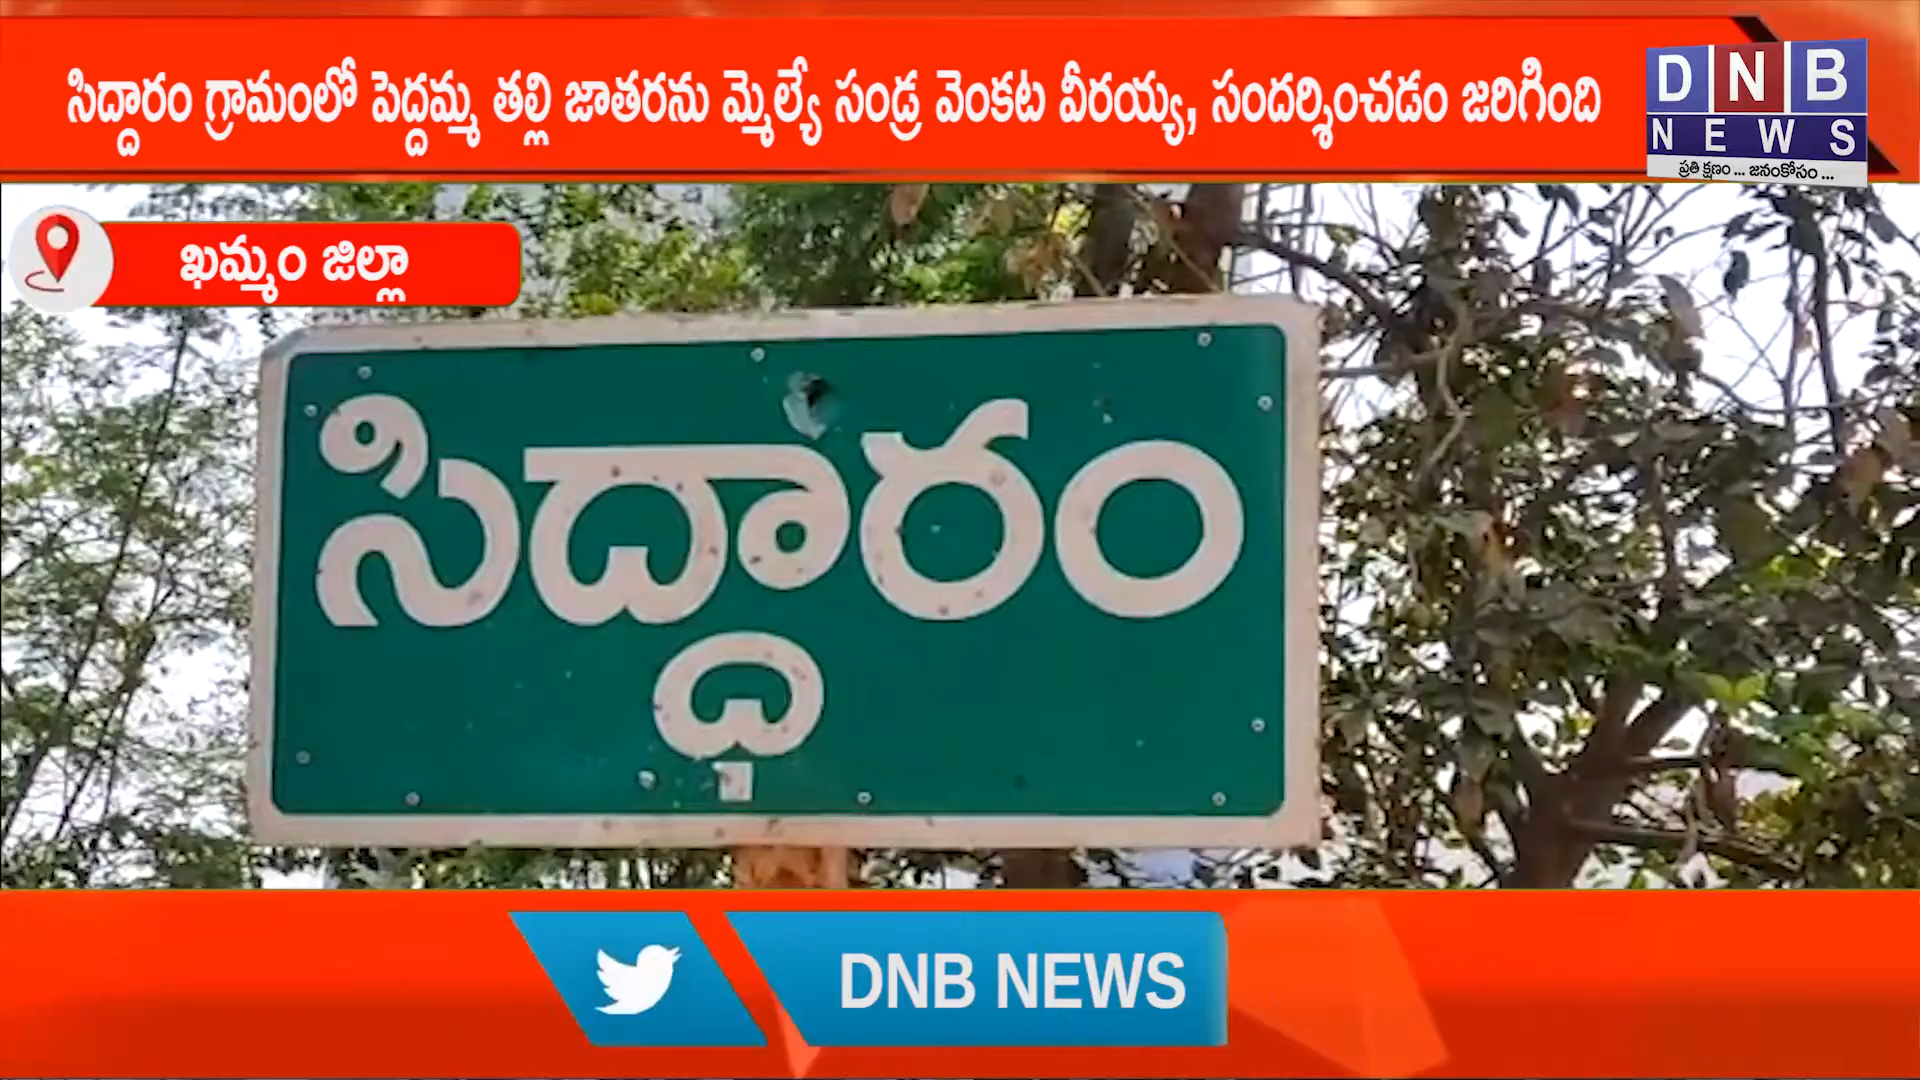 సిద్దారం గ్రామంలో పెద్దమ్మ తల్లి జాతరను మ్మెల్యే సండ్ర వెంకట వీరయ్య, సందర్శించడం జరిగింది
DNB
NEWS
ప్రతి క్షణం ... జనంకోసం ...
ఖమ్మం జిల్లా
సిద్ధారం
DNB NEWS